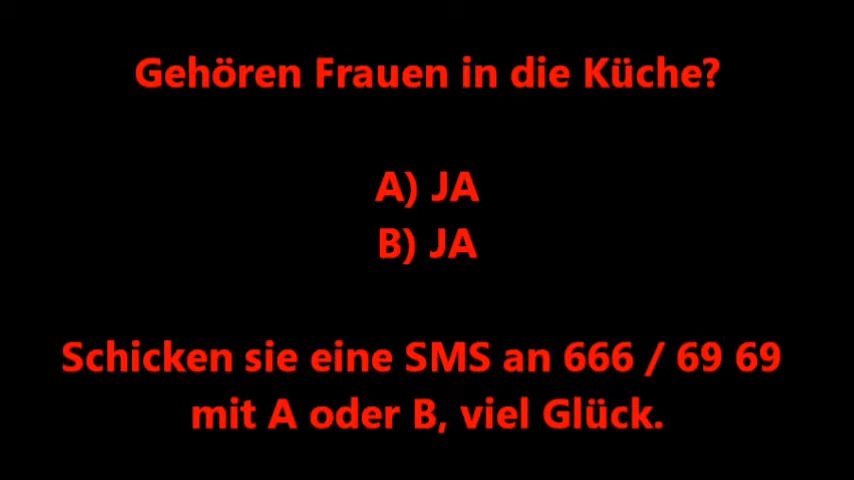 Gehören Frauen in die Küche?
A) JA
B) JA
Schicken sie eine SMS an 666 / 69 69
mit A oder B, viel Glück.